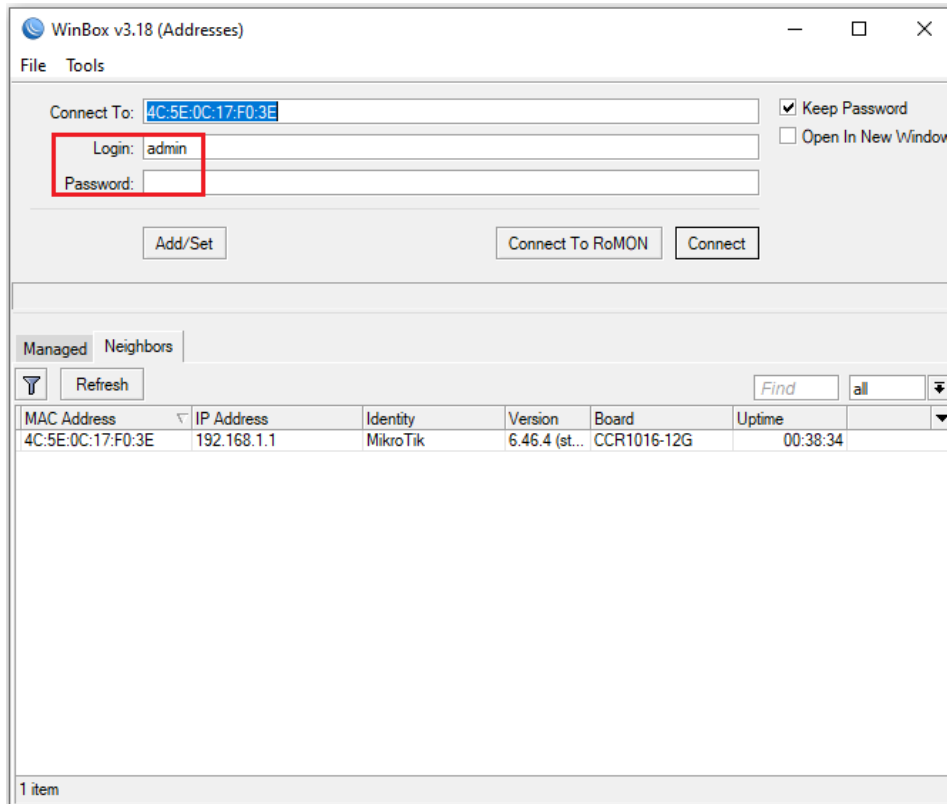 WinBox v3.18 (Addresses)
File Tools
Connect To: 4C:5E:0C:17:F0:3E
Keep Password
Login: admin
Open In New Window
Password:
Add/Set Connect To RoMON Connect
Managed Neighbors
Refresh Find all
MAC Address IP Address Identity Version Board Uptime
4C:5E:0C:17:F0:3E 192.168.1.1 MikroTik 6.46.4 (st... CCR1016-12G 00:38:34
1 item